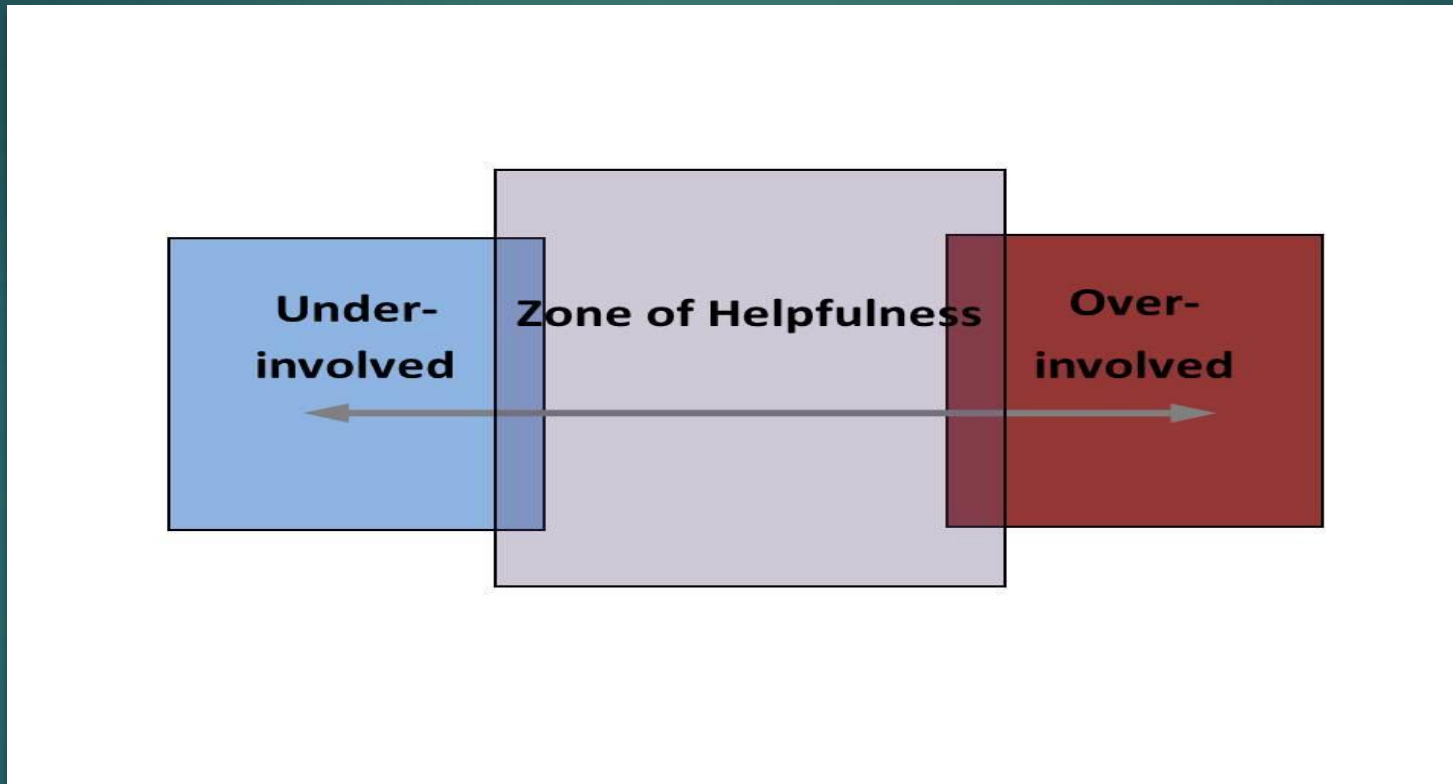 Under-
involved
Zone of Helpfulness
Over-
involved